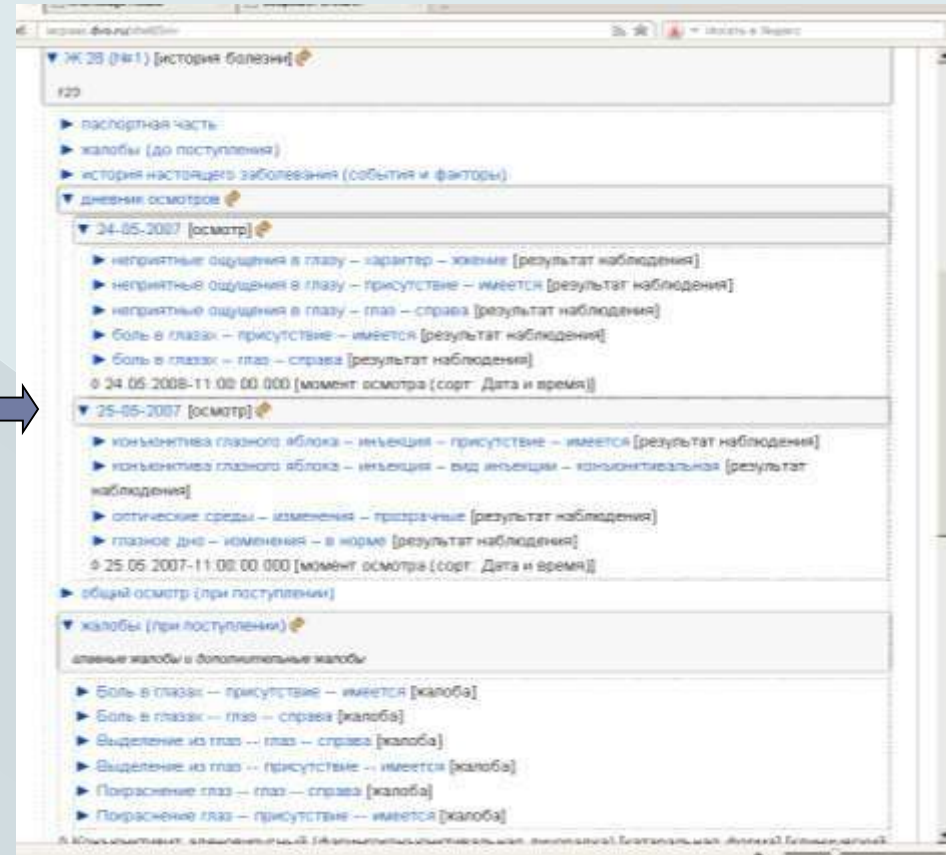 ▼ Ж 28 (№1) [история болезни]
► паспортная часть
► жалобы (до поступления)
► история настоящего заболевания (события и факторы)
▼ дневник осмотров
▼ 24-05-2007 [осмотр]
► неприятные ощущения в глазу – характер – жжение [результат наблюдения]
► неприятные ощущения в глазу – присутствие – имеется [результат наблюдения]
► неприятные ощущения в глазу – глаз – справа [результат наблюдения]
► боль в глазах – присутствие – имеется [результат наблюдения]
► боль в глазах – глаз – справа [результат наблюдения]
◊ 24.05.2008-11:00:00.000 [момент осмотра (сорт: Дата и время)]
▼ 25-05-2007 [осмотр]
► конъюнктива глазного яблока – инъекция – присутствие – имеется [результат наблюдения]
► конъюнктива глазного яблока – инъекция – вид инъекции – конъюнктивальная [результат
наблюдения]
► оптические среды – изменения – прозрачные [результат наблюдения]
► глазное дно – изменения – в норме [результат наблюдения]
◊ 25.05.2007-11:00:00.000 [момент осмотра (сорт: Дата и время)]
► общий осмотр (при поступлении)
▼ жалобы (при поступлении)
главные жалобы и дополнительные жалобы
► Боль в глазах -- присутствие -- имеется [жалоба]
► Боль в глазах -- глаз -- справа [жалоба]
► Выделение из глаз -- глаз -- справа [жалоба]
► Выделение из глаз -- присутствие -- имеется [жалоба]
► Покраснение глаз -- глаз -- справа [жалоба]
► Покраснение глаз -- присутствие -- имеется [жалоба]